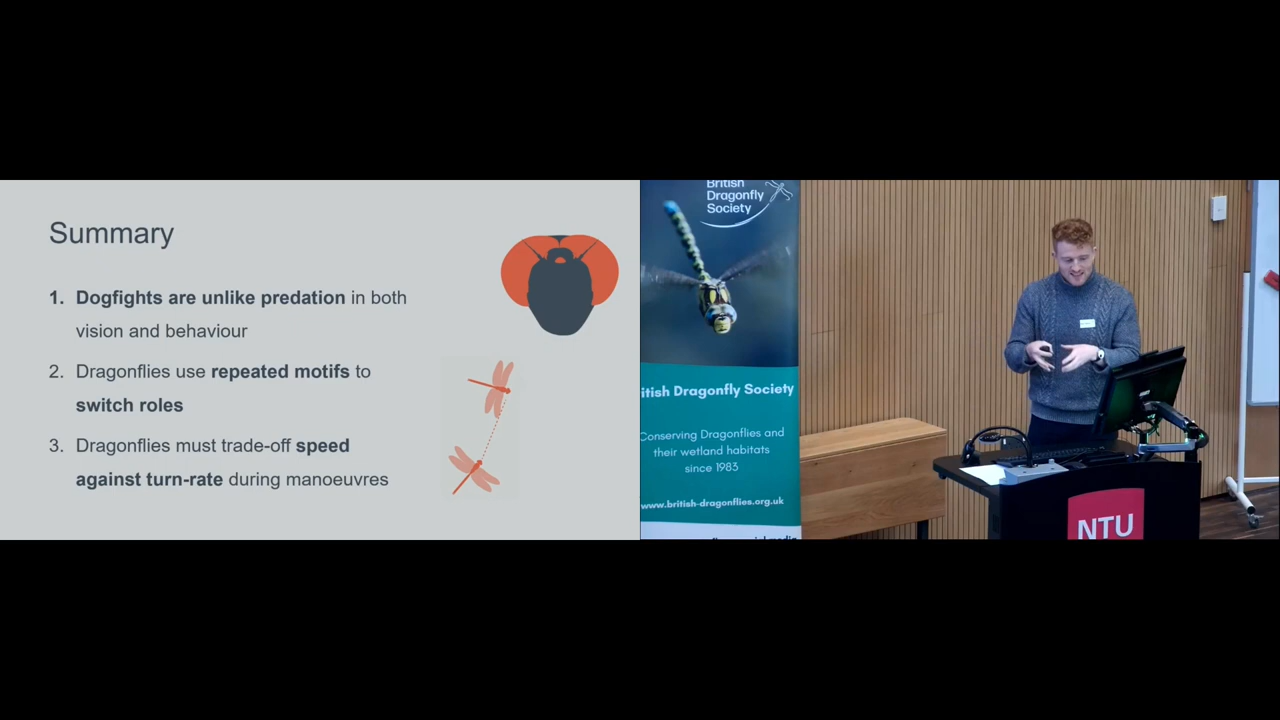 Summary
1. Dogfights are unlike predation in both
vision and behaviour
2. Dragonflies use repeated motifs to
switch roles
3. Dragonflies must trade-off speed
against turn-rate during manoeuvres
British
Dragonfly
Society
itish Dragonfly Society
Conserving Dragonflies and
their wetland habitats
since 1983
www.british-dragonflies.org.uk
NTU